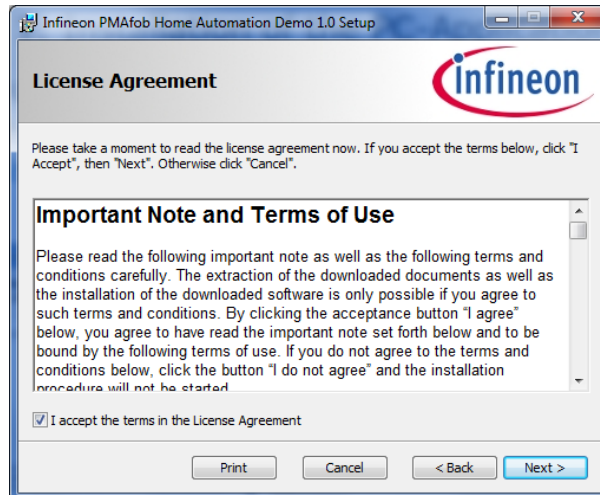 Infineon PMAfob Home Automation Demo 1.0 Setup
License Agreement
infineon
Please take a moment to read the license agreement now. If you accept the terms below, click "I
Accept", then "Next". Otherwise click "Cancel".
Important Note and Terms of Use
Please read the following important note as well as the following terms and
conditions carefully. The extraction of the downloaded documents as well as
the installation of the downloaded software is only possible if you agree to
such terms and conditions. By clicking the acceptance button “I agree”
below, you agree to have read the important note set forth below and to be
bound by the following terms of use. If you do not agree to the terms and
conditions below, click the button “I do not agree” and the installation
procedure will not be started
I accept the terms in the License Agreement
Print Cancel < Back Next >